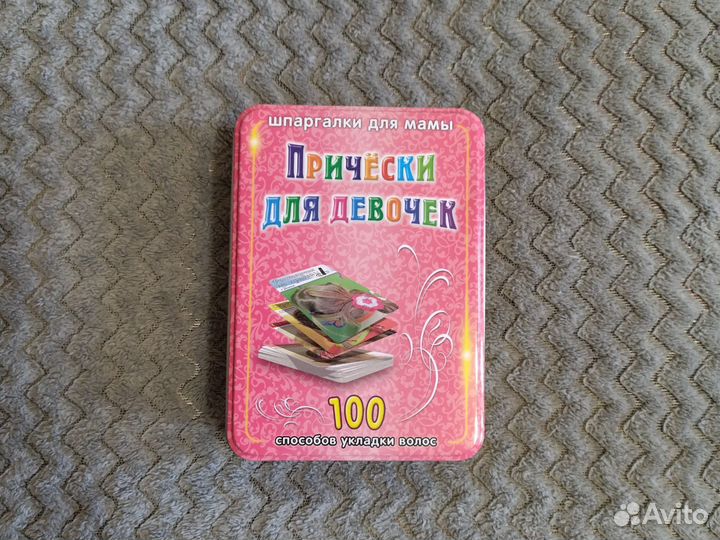 шпаргалки для мамы
Причёски
для девочек
100
способов укладки волос
Avito